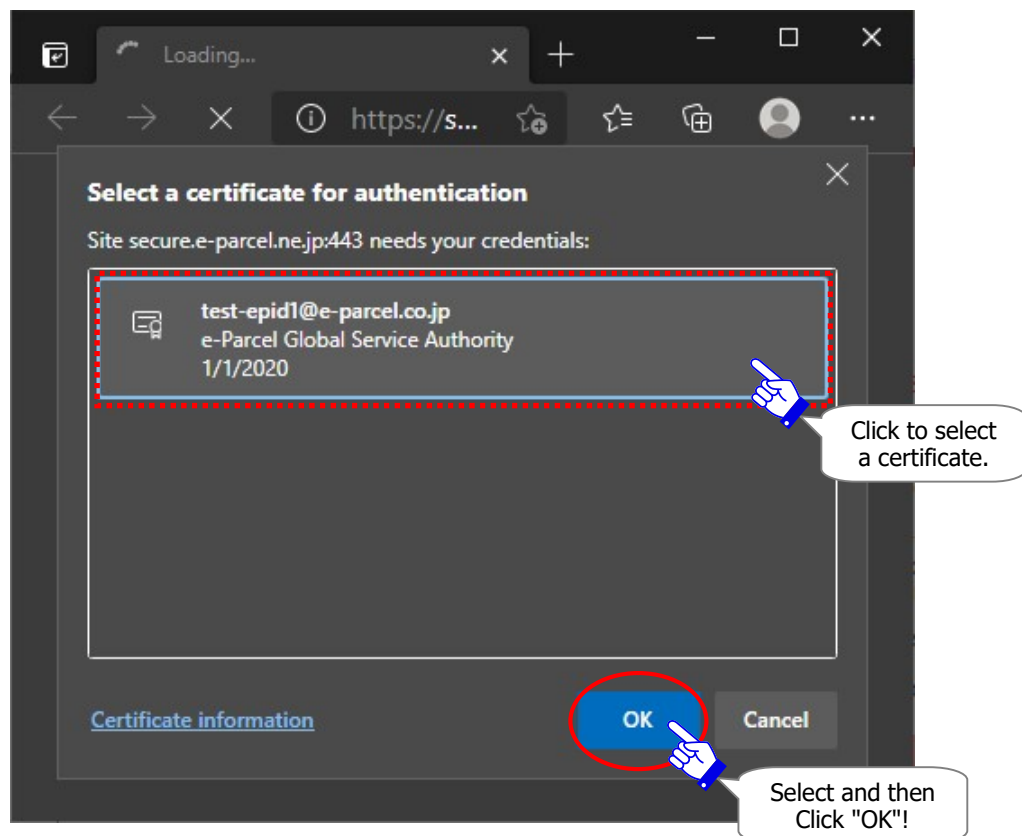 Loading...
https://s...
Select a certificate for authentication
Site secure.e-parcel.ne.jp:443 needs your credentials:
test-epid1@e-parcel.co.jp
e-Parcel Global Service Authority
1/1/2020
Click to select
a certificate.
Certificate information
OK
Cancel
Select and then
Click "OK"!